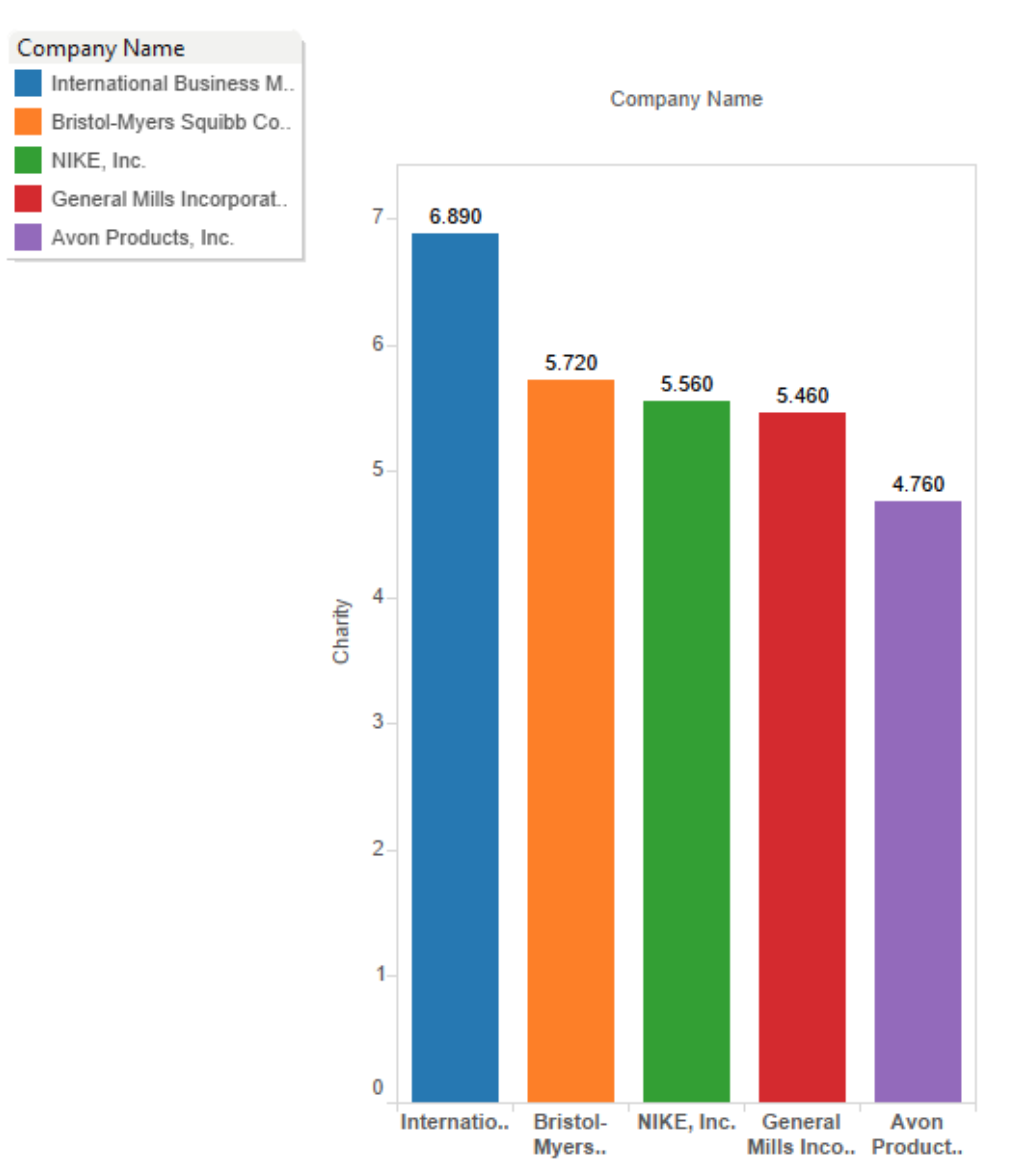 Company Name
International Business M..
Bristol-Myers Squibb Co..
NIKE, Inc.
General Mills Incorporat..
Avon Products, Inc.
Company Name
7
6
5
4
3
2
1
0
Charity
6.890
5.720
5.560
5.460
4.760
Internatio..
Bristol-
Myers..
NIKE, Inc.
General
Mills Inco..
Avon
Product..